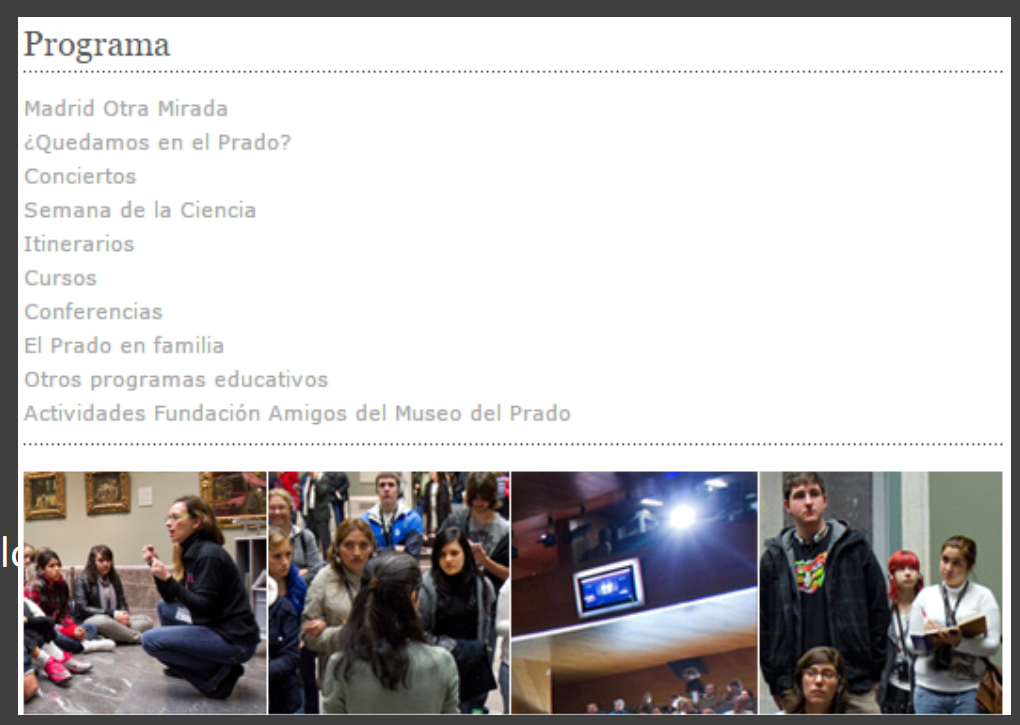 Programa
Madrid Otra Mirada
¿Quedamos en el Prado?
Conciertos
Semana de la Ciencia
Itinerarios
Cursos
Conferencias
El Prado en familia
Otros programas educativos
Actividades Fundación Amigos del Museo del Prado